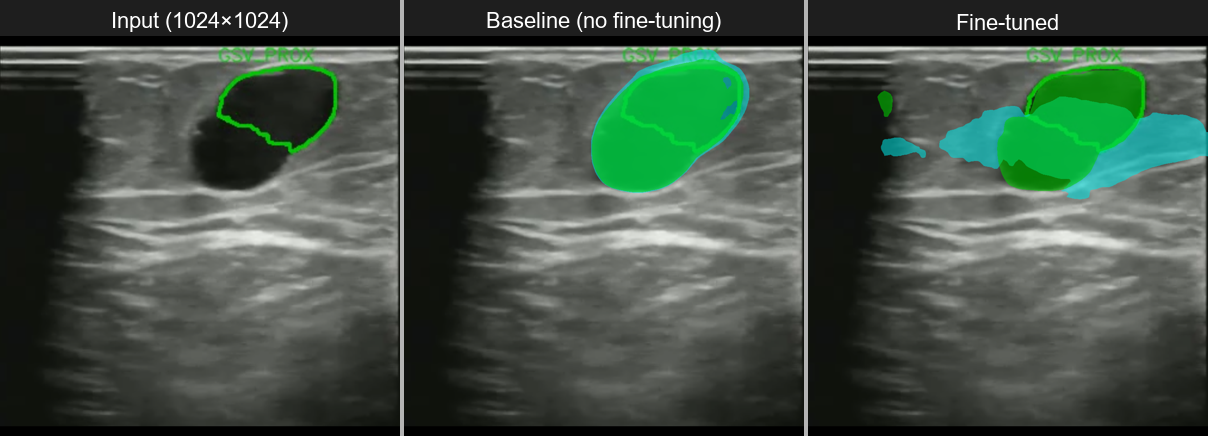 Input (1024×1024)
Baseline (no fine-tuning)
Fine-tuned
GSV_PROX
GSV_PROX
GSV_PROX